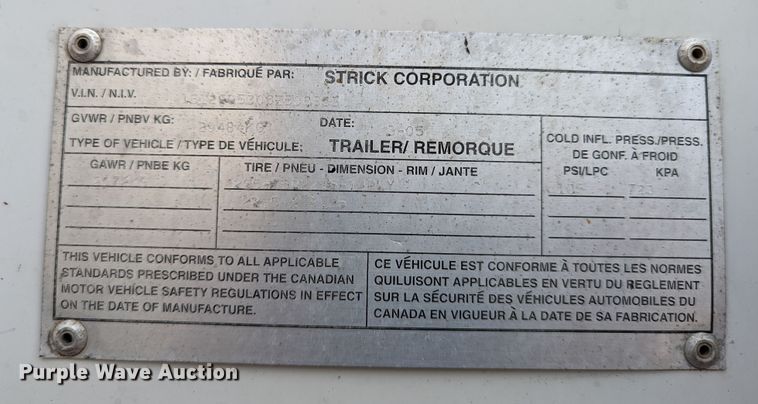 MANUFACTURED BY: / FABRIQUÉ PAR: STRICK CORPORATION
V.I.N. / N.I.V.
GVWR / PNBV KG: DATE:
TYPE OF VEHICLE / TYPE DE VÉHICULE: TRAILER/ REMORQUE
COLD INFL. PRESS./PRESS.
DE GONF. À FROID
PSI/LPC KPA
GAWR / PNBE KG TIRE / PNEU - DIMENSION - RIM / JANTE
THIS VEHICLE CONFORMS TO ALL APPLICABLE
STANDARDS PRESCRIBED UNDER THE CANADIAN
MOTOR VEHICLE SAFETY REGULATIONS IN EFFECT
ON THE DATE OF MANUFACTURE.
CE VÉHICULE EST CONFORME À TOUTES LES NORMES
QUILUISONT APPLICABLES EN VERTU DU REGLEMENT
SUR LA SÉCURITÉ DES VÉHICULES AUTOMOBILES DU
CANADA EN VIGUEUR À LA DATE DE SA FABRICATION.
Purple Wave Auction